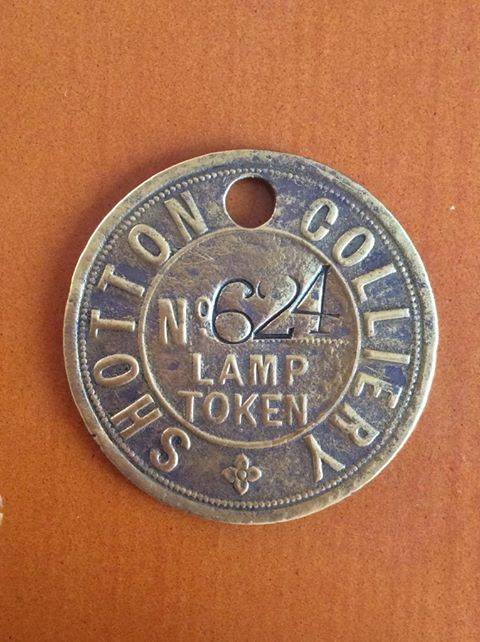 SHOTTON COLLIERY
No. 624
LAMP
TOKEN